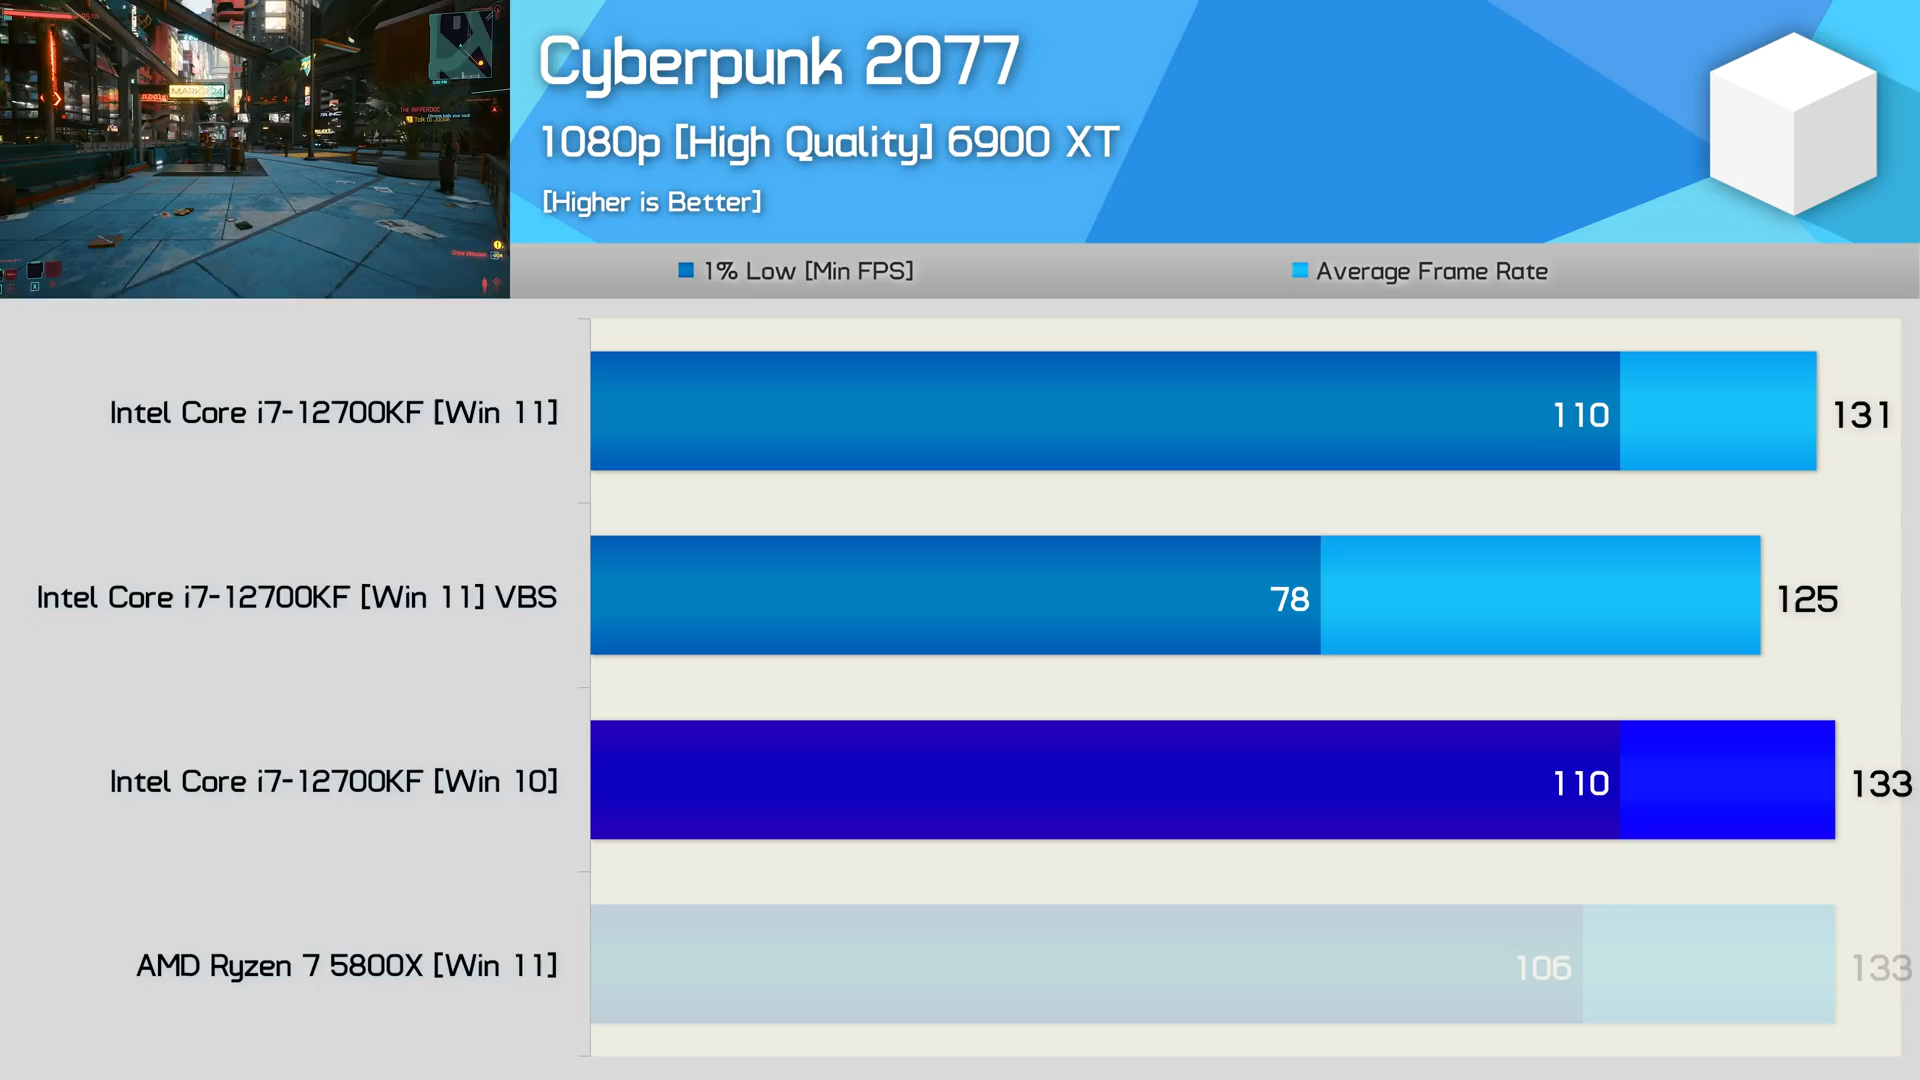 Cyberpunk 2077
1080p [High Quality] 6900 XT
[Higher is Better]
1% Low [Min FPS]
Average Frame Rate
Intel Core i7-12700KF [Win 11]
110
131
Intel Core i7-12700KF [Win 11] VBS
78
125
Intel Core i7-12700KF [Win 10]
110
133
AMD Ryzen 7 5800X [Win 11]
106
133
THE RIPPERDOC